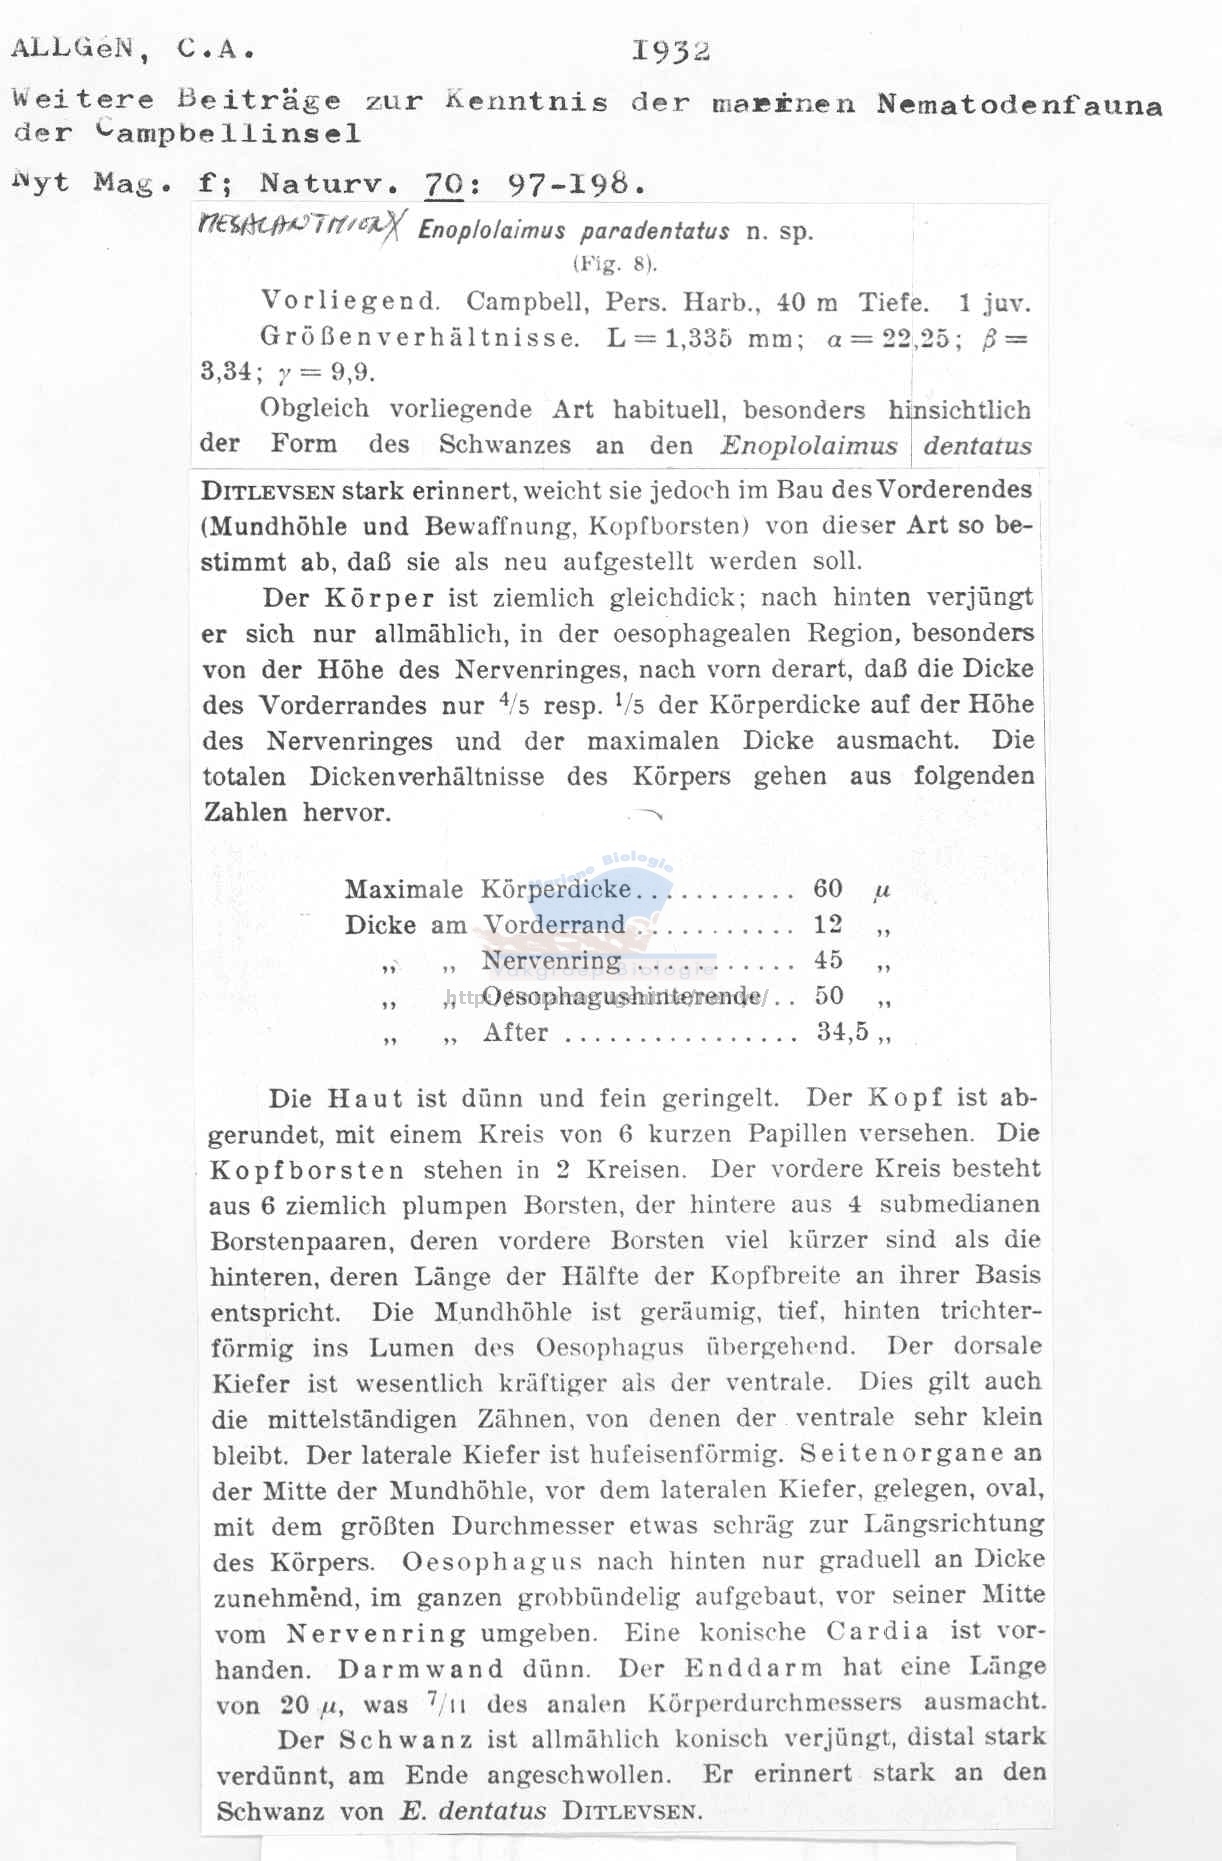 ALLGéN, C.A. 1932
Weitere Beiträge zur Kenntnis der marinen Nematodenfauna
der Campbellinsel
Nyt Mag. f; Naturv. 70: 97-198.
MESACANTHION Enoplolaimus paradentatus n. sp.
(Fig. 8).
Vorliegend. Campbell, Pers. Harb., 40 m Tiefe. 1 juv.
Größenverhältnisse. L = 1,335 mm; α = 22,25; β =
3,34; γ = 9,9.
Obgleich vorliegende Art habituell, besonders hinsichtlich
der Form des Schwanzes an den Enoplolaimus dentatus
DITLEVSEN stark erinnert, weicht sie jedoch im Bau des Vorderendes
(Mundhöhle und Bewaffnung, Kopfborsten) von dieser Art so be-
stimmt ab, daß sie als neu aufgestellt werden soll.
Der Körper ist ziemlich gleichdick; nach hinten verjüngt
er sich nur allmählich, in der oesophagealen Region, besonders
von der Höhe des Nervenringes, nach vorn derart, daß die Dicke
des Vorderrandes nur 4/5 resp. 1/5 der Körperdicke auf der Höhe
des Nervenringes und der maximalen Dicke ausmacht. Die
totalen Dickenverhältnisse des Körpers gehen aus folgenden
Zahlen hervor.
Mariene Biologie
Maximale Körperdicke........... 60 μ
Dicke am Vorderrand ........... 12 „
„ „ Nervenring ........... 45 „
Vakgroep Biologie
„ „ Oesophagushinterende .. 50 „
„ „ After ................ 34,5 „
Die Haut ist dünn und fein geringelt. Der Kopf ist ab-
gerundet, mit einem Kreis von 6 kurzen Papillen versehen. Die
Kopfborsten stehen in 2 Kreisen. Der vordere Kreis besteht
aus 6 ziemlich plumpen Borsten, der hintere aus 4 submedianen
Borstenpaaren, deren vordere Borsten viel kürzer sind als die
hinteren, deren Länge der Hälfte der Kopfbreite an ihrer Basis
entspricht. Die Mundhöhle ist geräumig, tief, hinten trichter-
förmig ins Lumen des Oesophagus übergehend. Der dorsale
Kiefer ist wesentlich kräftiger als der ventrale. Dies gilt auch
die mittelständigen Zähnen, von denen der ventrale sehr klein
bleibt. Der laterale Kiefer ist hufeisenförmig. Seitenorgane an
der Mitte der Mundhöhle, vor dem lateralen Kiefer, gelegen, oval,
mit dem größten Durchmesser etwas schräg zur Längsrichtung
des Körpers. Oesophagus nach hinten nur graduell an Dicke
zunehmend, im ganzen grobbündelig aufgebaut, vor seiner Mitte
vom Nervenring umgeben. Eine konische Cardia ist vor-
handen. Darmwand dünn. Der Enddarm hat eine Länge
von 20 μ, was 7/11 des analen Körperdurchmessers ausmacht.
Der Schwanz ist allmählich konisch verjüngt, distal stark
verdünnt, am Ende angeschwollen. Er erinnert stark an den
Schwanz von E. dentatus DITLEVSEN.